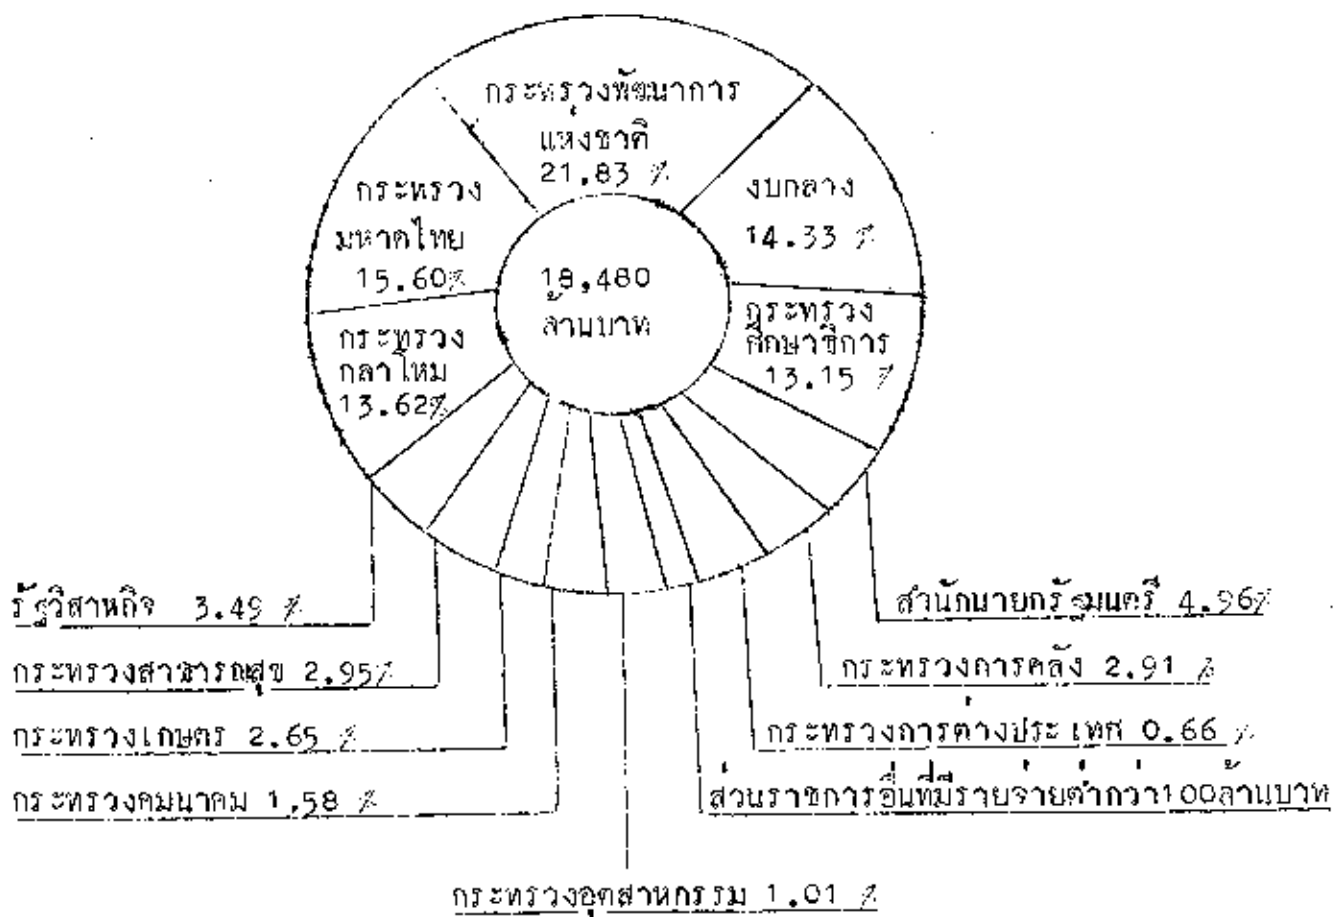 กระทรวงพัฒนาการ
แห่งชาติ
21.83 %
กระทรวง
มหาดไทย
15.60%
งบกลาง
14.33 %
18,480
ล้านบาท
กระทรวง
กลาโหม
13.62%
กระทรวง
ศึกษาธิการ
13.15 %
รัฐวิสาหกิจ 3.49 %
สำนักนายกรัฐมนตรี 4.96%
กระทรวงสาธารณสุข 2.95%
กระทรวงการคลัง 2.91 %
กระทรวงเกษตร 2.65 %
กระทรวงการต่างประเทศ 0.66 %
กระทรวงคมนาคม 1.58 %
ส่วนราชการอื่นที่มีรายจ่ายต่ำกว่า100ล้านบาท
กระทรวงอุตสาหกรรม 1.01 %